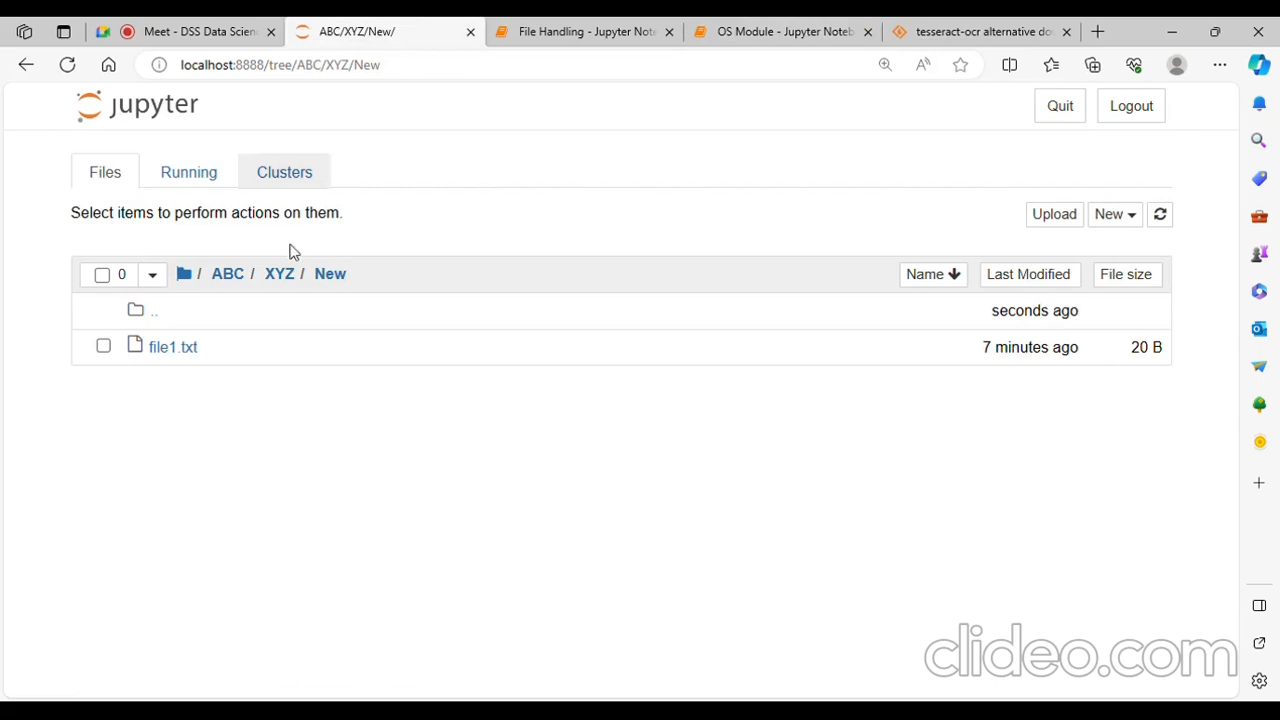 Meet - DSS Data Scien
ABC/XYZ/New/
File Handling - Jupyter Note
OS Module - Jupyter Noteb
tesseract-ocr alternative do
localhost:8888/tree/ABC/XYZ/New
jupyter
Quit
Logout
Files
Running
Clusters
Select items to perform actions on them.
Upload
New
0
/ ABC / XYZ / New
Name
Last Modified
File size
..
seconds ago
file1.txt
7 minutes ago
20 B
clideo.com